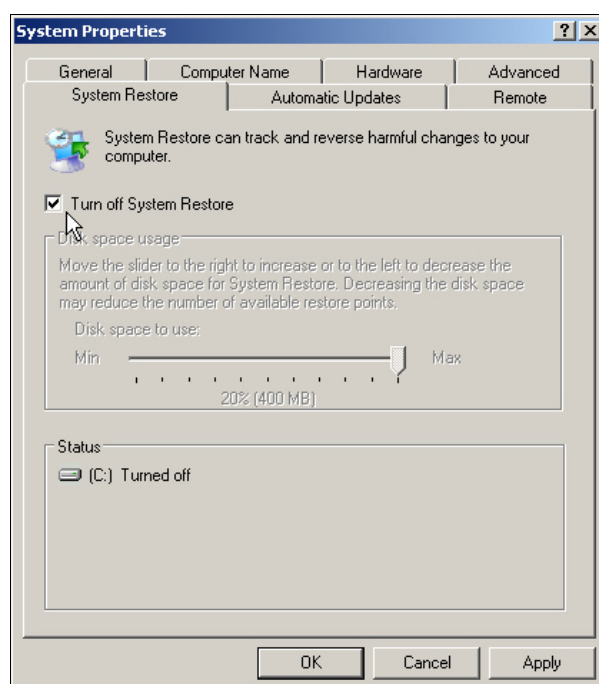 System Properties
General Computer Name Hardware Advanced
System Restore Automatic Updates Remote
System Restore can track and reverse harmful changes to your
computer.
Turn off System Restore
Disk space usage
Move the slider to the right to increase or to the left to decrease the
amount of disk space for System Restore. Decreasing the disk space
may reduce the number of available restore points.
Disk space to use:
Min Max
20% (400 MB)
Status
(C:) Turned off
OK Cancel Apply